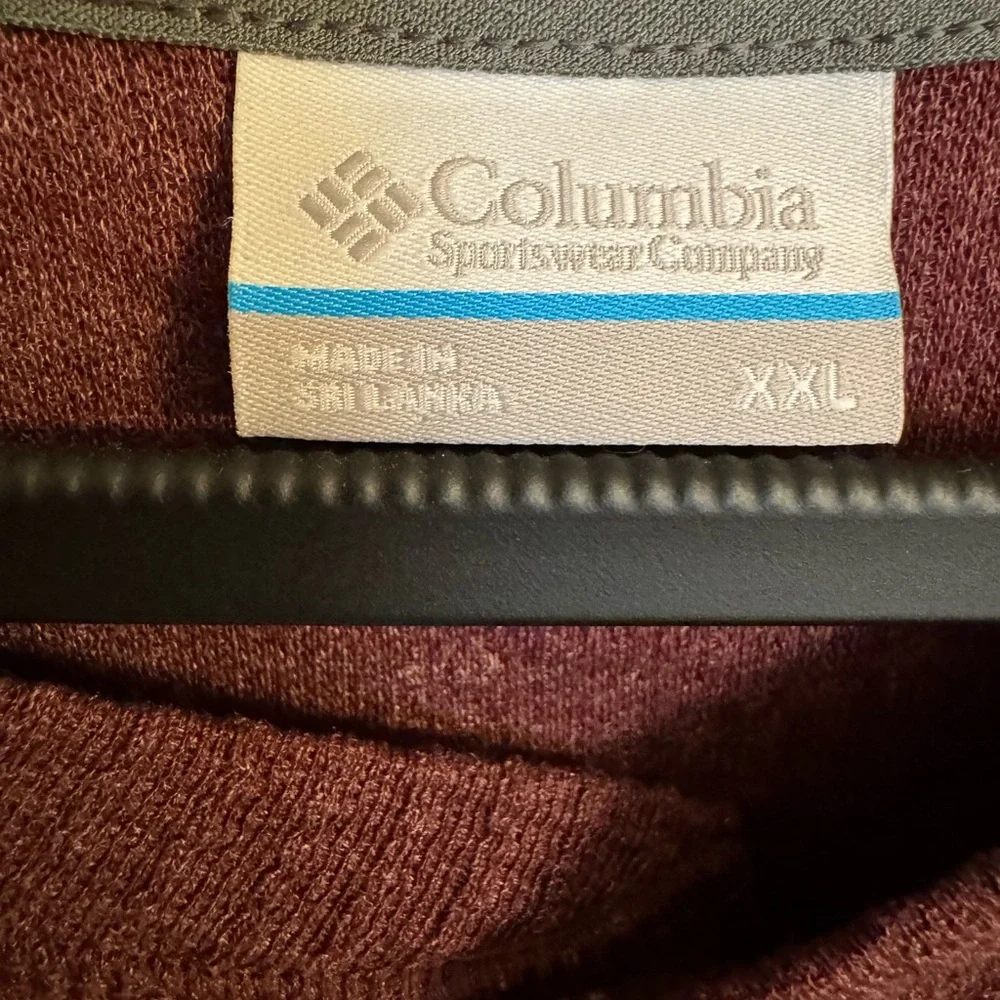 Columbia
Sportswear Company
MADE IN
SRI LANKA
XXL